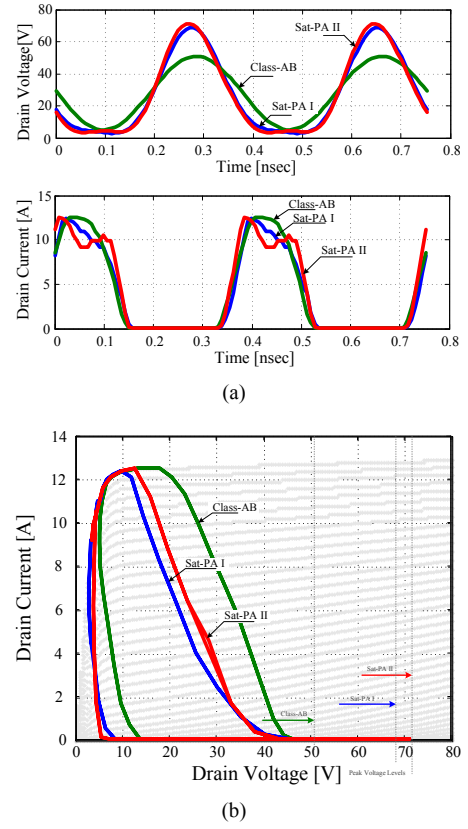 Drain Voltage[V]
80
60
40
20
0
Sat-PA II
Class-AB
Sat-PA I
0
0.1
0.2
0.3
0.4
0.5
0.6
0.7
0.8
Time [nsec]
Drain Current [A]
10
5
0
Class-AB
Sat-PA I
Sat-PA II
0
0.1
0.2
0.3
0.4
0.5
0.6
0.7
0.8
Time [nsec]
(a)
Drain Current [A]
14
12
10
8
6
4
2
0
Class-AB
Sat-PA I
Sat-PA II
Sat-PA II
Sat-PA I
Class-AB
0
10
20
30
40
50
60
70
80
Drain Voltage [V]
Peak Voltage Levels
(b)